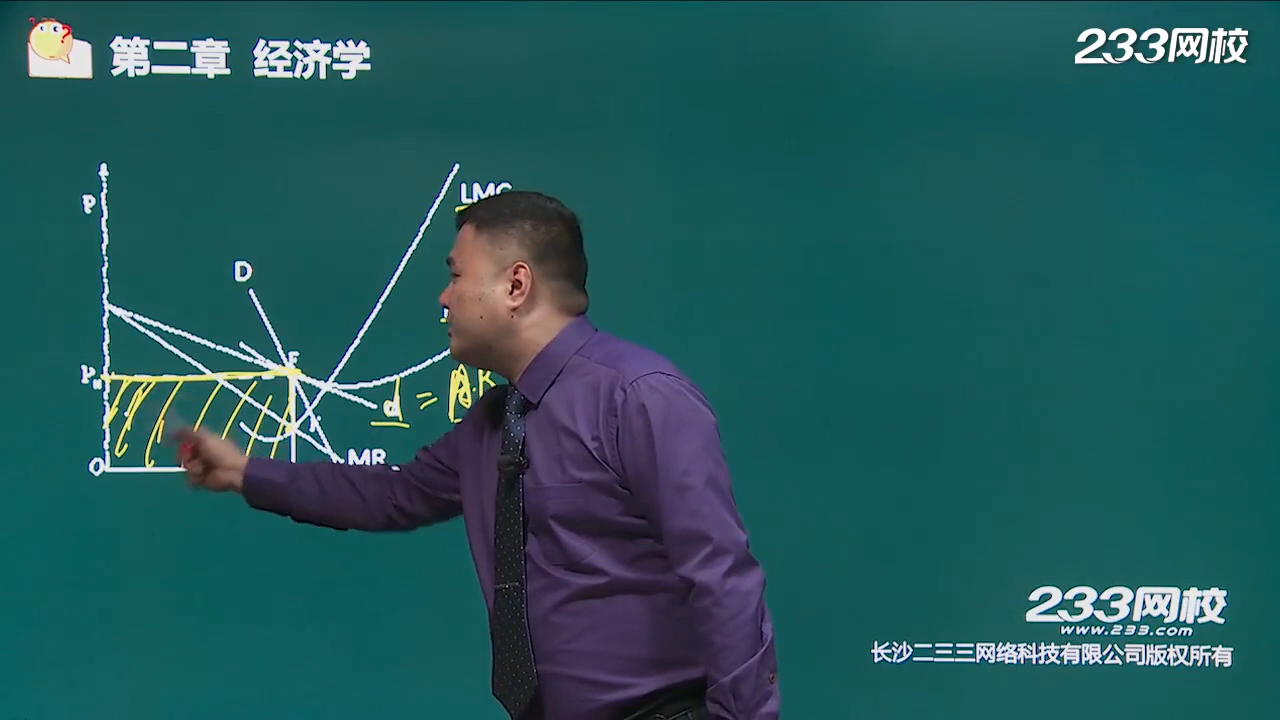 第二章 经济学
233网校
P
LMC
D
E
P
d = A.R
MR
O
233网校
www.233.com
长沙二三三网络科技有限公司版权所有